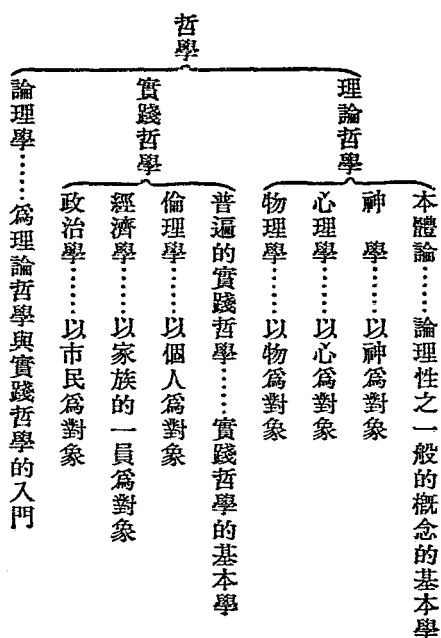 哲學
理論哲學
本體論……論理性之一般的概念的基本學
神　學……以神爲對象
心理學……以心爲對象
物理學……以物爲對象
實踐哲學
普遍的實踐哲學……實踐哲學的基本學
倫理學……以個人爲對象
經濟學……以家族的一員爲對象
政治學……以市民爲對象
論理學……爲理論哲學與實踐哲學的入門